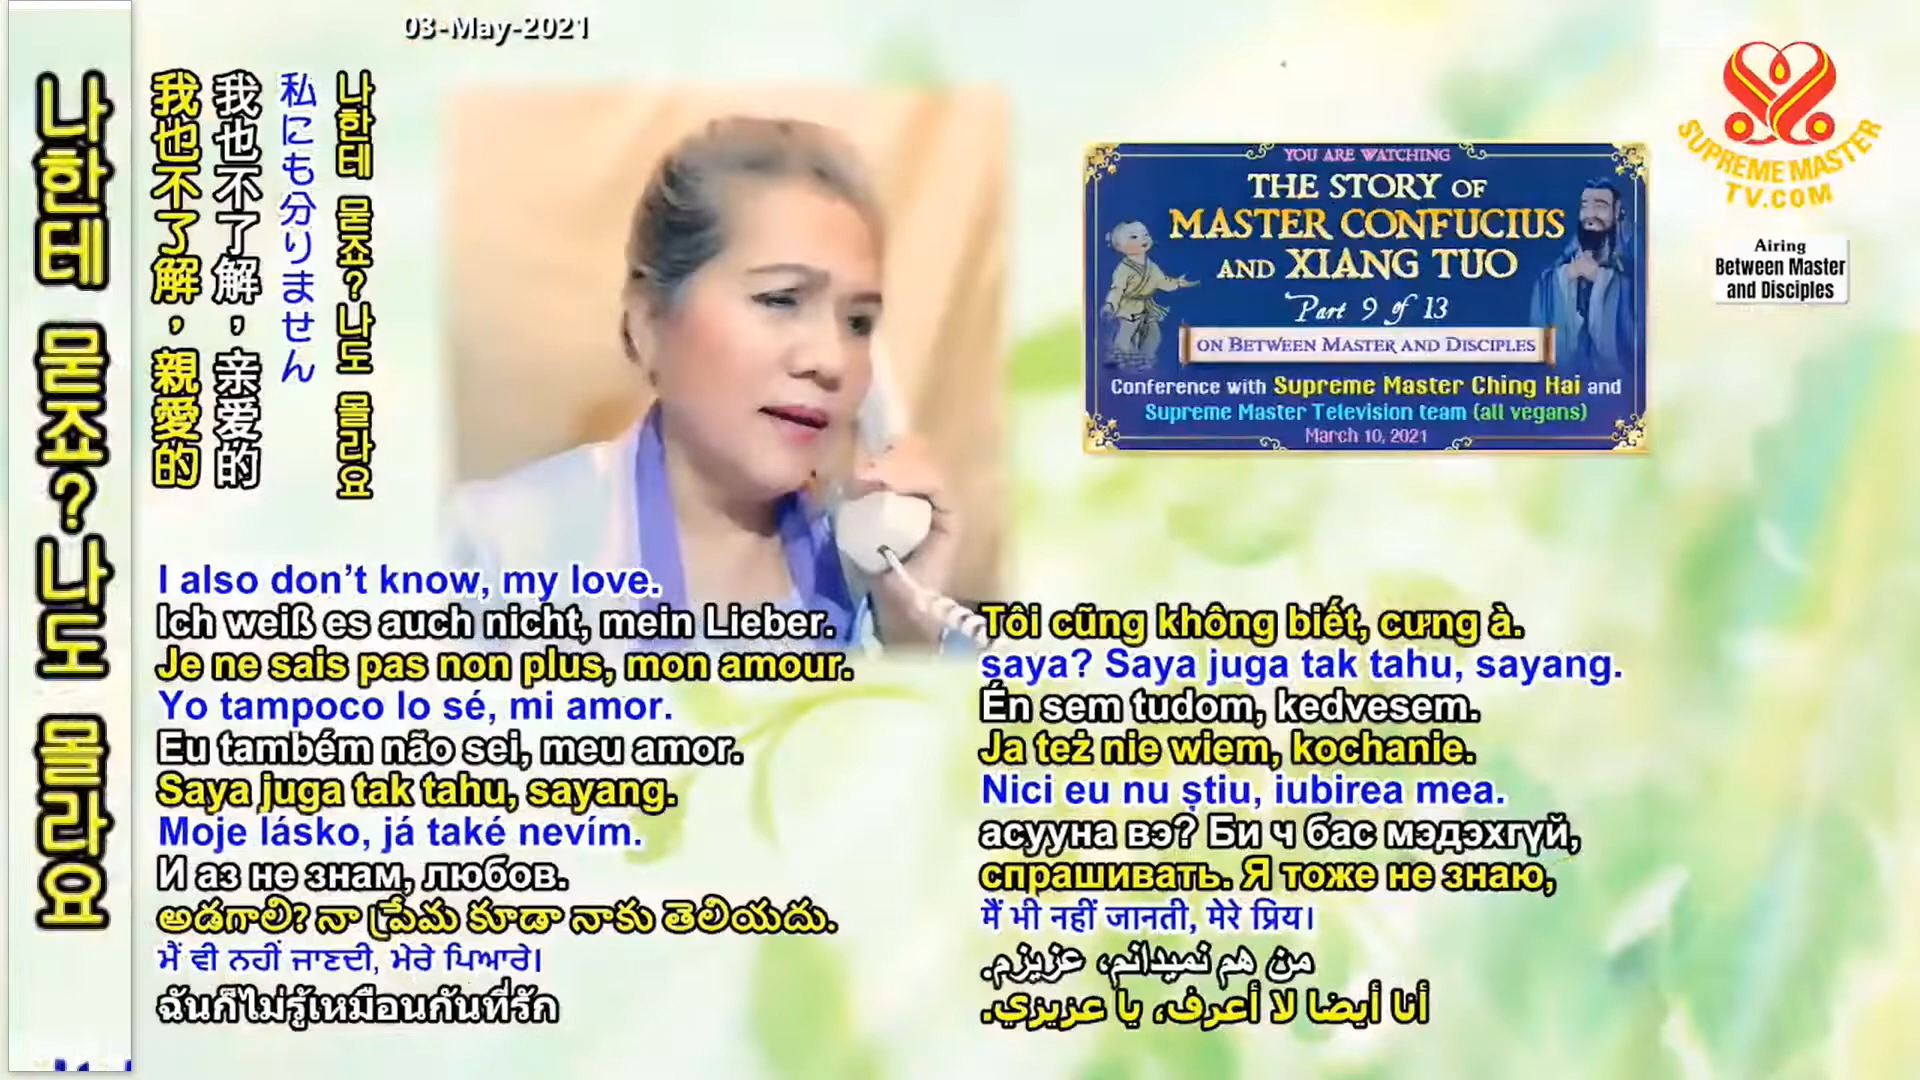 03-May-2021
나한테 묻죠? 나도 몰라요
我也不了解，親愛的
我也不了解，亲爱的
私にも分りません
나한테 묻죠? 나도 몰라요
YOU ARE WATCHING
THE STORY OF
MASTER CONFUCIUS
AND XIANG TUO
Part 9 of 13
ON BETWEEN MASTER AND DISCIPLES
Conference with Supreme Master Ching Hai and
Supreme Master Television team (all vegans)
March 10, 2021
SUPREME MASTER
TV.COM
Airing
Between Master
and Disciples
I also don’t know, my love.
Ich weiß es auch nicht, mein Lieber.
Je ne sais pas non plus, mon amour.
Yo tampoco lo sé, mi amor.
Eu também não sei, meu amor.
Saya juga tak tahu, sayang.
Moje lásko, já také nevím.
И аз не знам, любов.
అడగాలి? నా ప్రేమ కూడా నాకు తెలియదు.
ਮੈਂ ਵੀ ਨਹੀਂ ਜਾਣਦੀ, ਮੇਰੇ ਪਿਆਰੇ।
ฉันก็ไม่รู้เหมือนกันที่รัก
Tôi cũng không biết, cưng à.
saya? Saya juga tak tahu, sayang.
Én sem tudom, kedvesem.
Ja też nie wiem, kochanie.
Nici eu nu știu, iubirea mea.
асууна вэ? Би ч бас мэдэхгүй,
спрашивать. Я тоже не знаю,
मैं भी नहीं जानती, मेरे प्रिय।
من هم نمیدانم، عزیزم.
أنا أيضا لا أعرف، يا عزيزي.